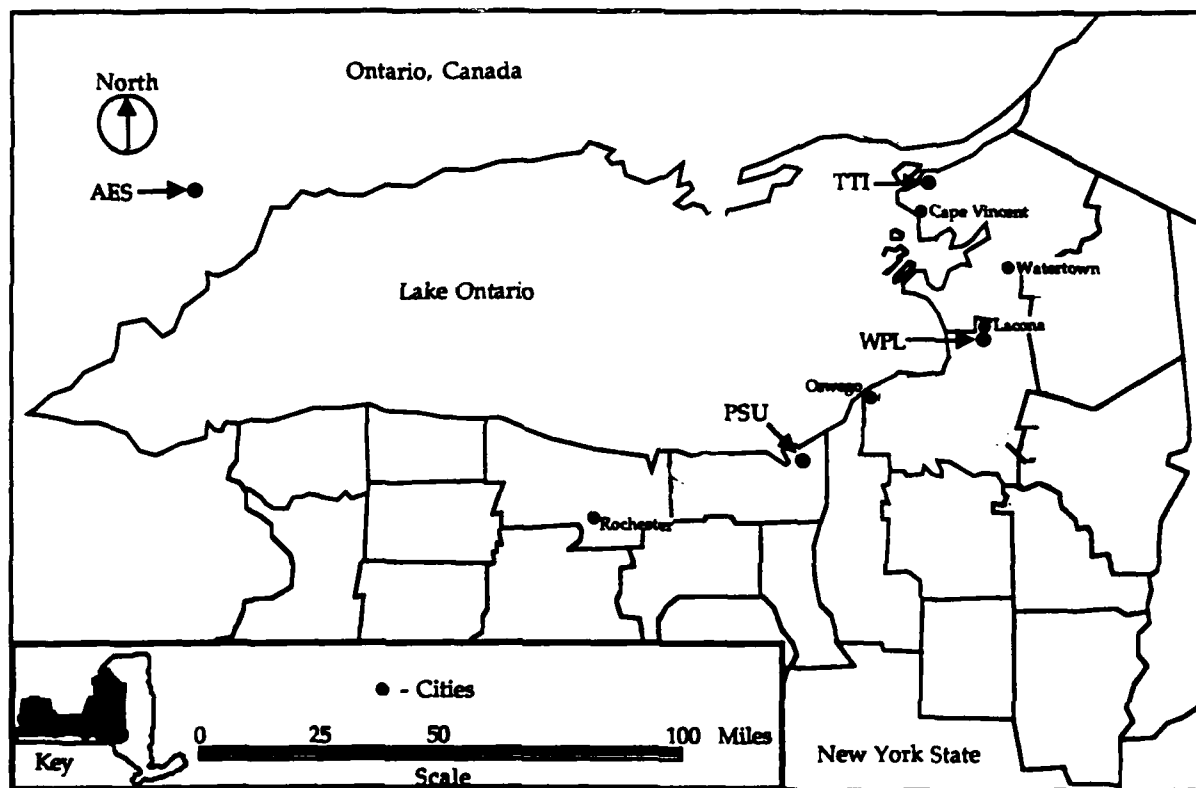 Ontario, Canada
North
AES
TTI
Cape Vincent
Watertown
Lake Ontario
Lacona
WPL
Oswego
PSU
Rochester
● - Cities
0 25 50 100 Miles
Scale
Key
New York State